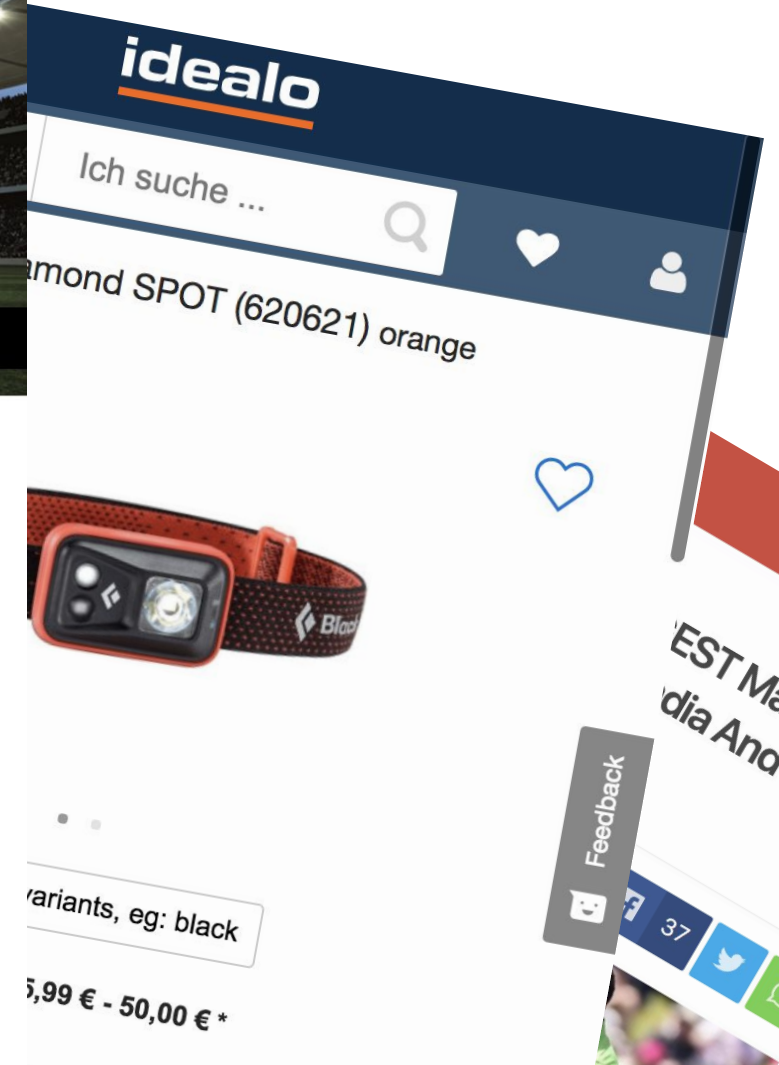 idealo
Ich suche ...
amond SPOT (620621) orange
Blac
EST Ma
dia And
Feedback
variants, eg: black
37
5,99 € - 50,00 € *